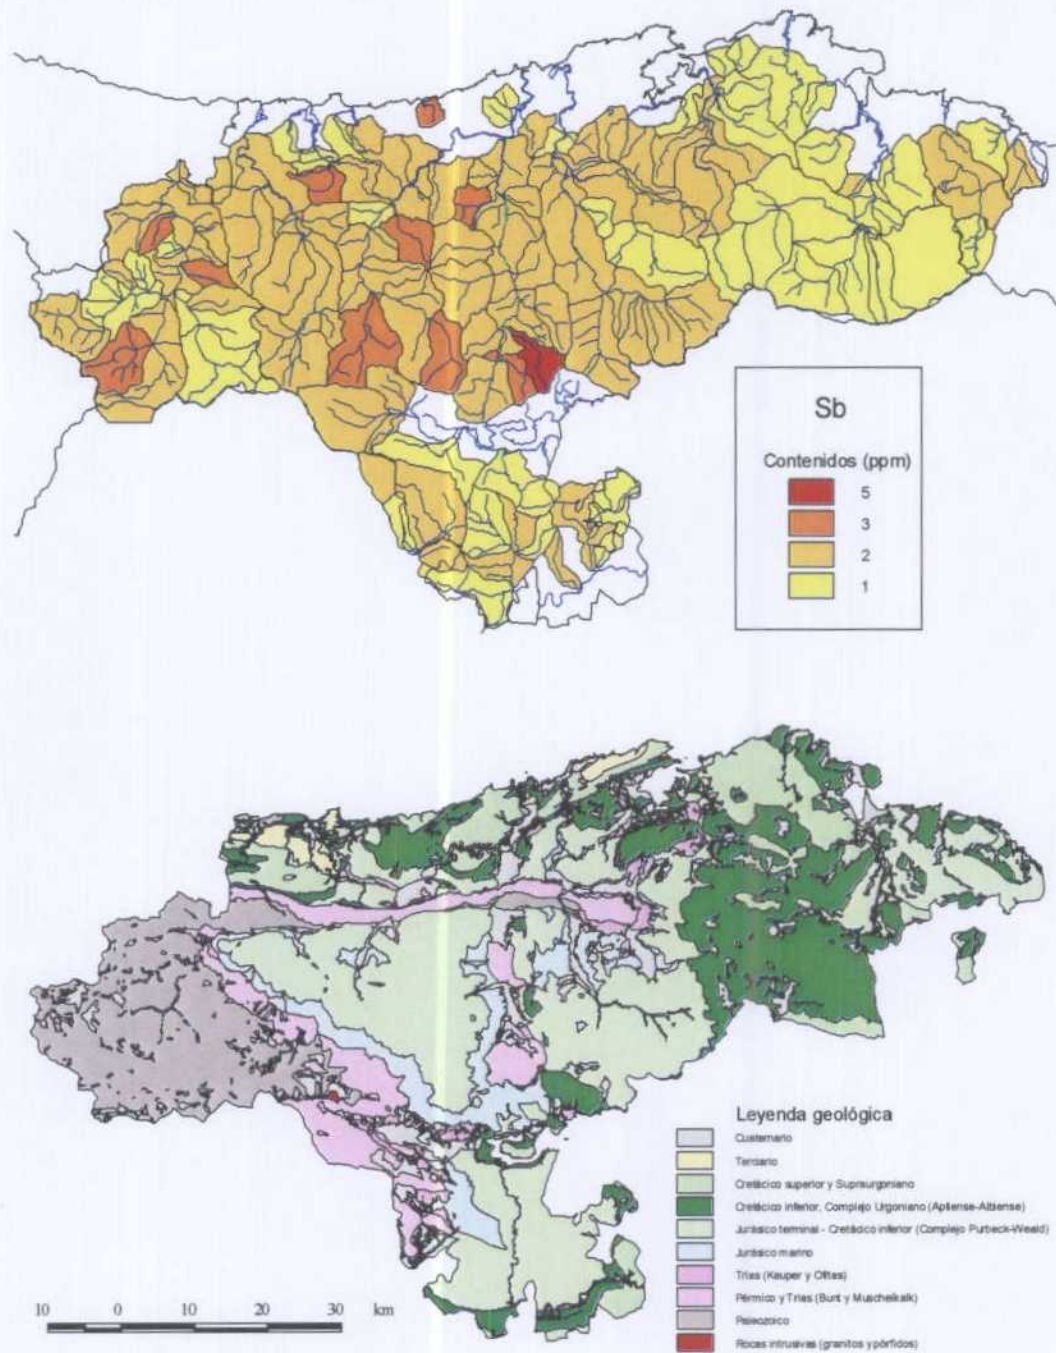 Sb
Contenidos (ppm)
5
3
2
1
Leyenda geológica
Cuaternario
Terciario
Cretácico superior y Supraurgoniano
Cretácico inferior, Complejo Urgoniano (Aptiense-Albiense)
Jurásico terminal - Cretácico inferior (Complejo Purbeck-Weald)
Jurásico marino
Trías (Keuper y Ofitas)
Pérmico y Trías (Bunt y Muschelkalk)
Paleozoico
Rocas intrusivas (granitos y pórfidos)
10 0 10 20 30 km